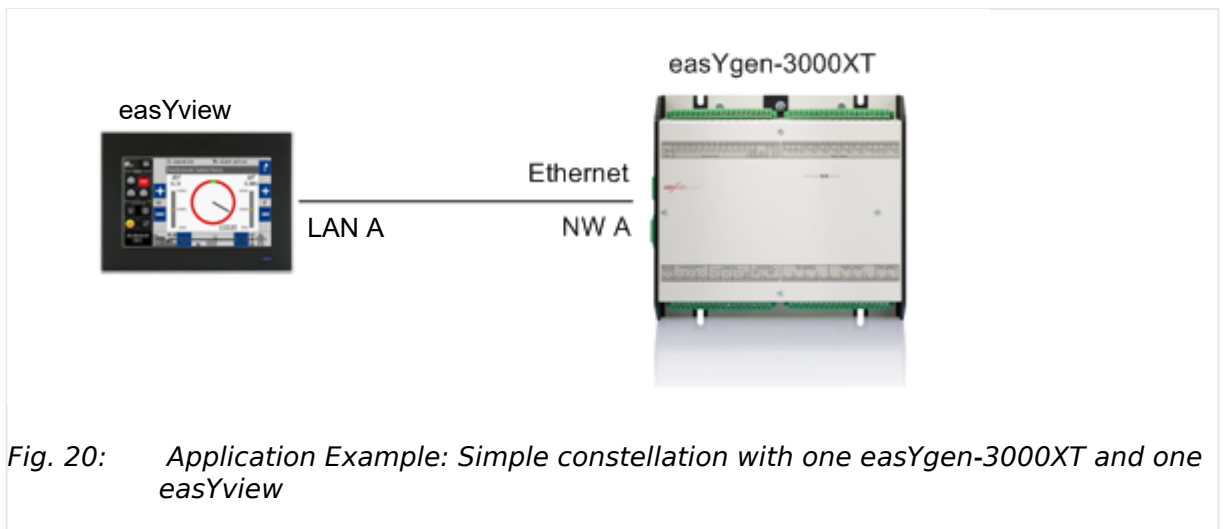 easYgen-3000XT
easYview
Ethernet
LAN A
NW A
Fig. 20: Application Example: Simple constellation with one easYgen-3000XT and one
easYview